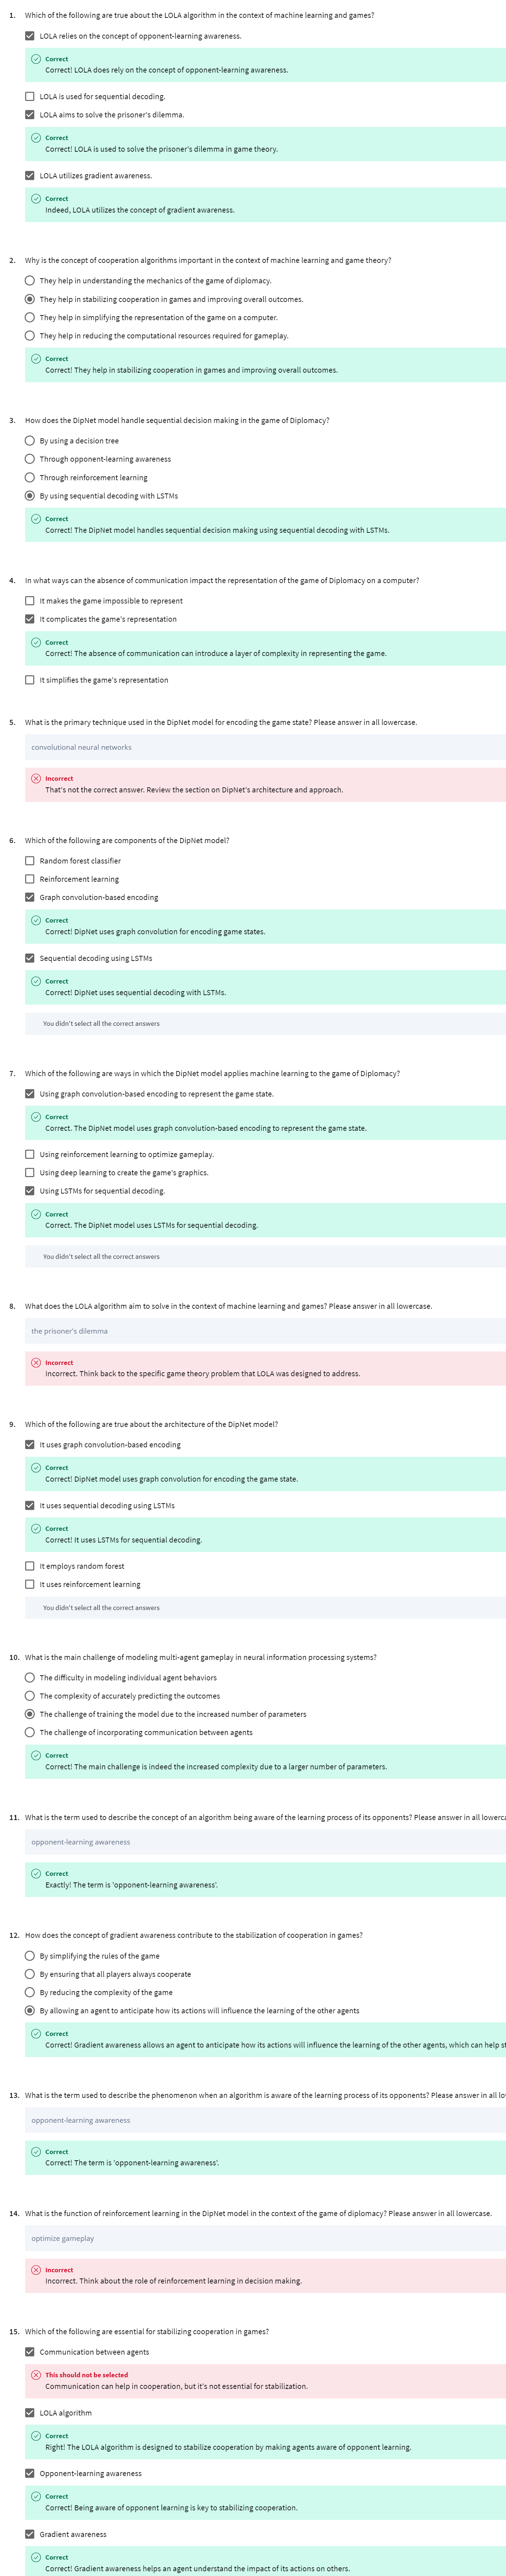 1. Which of the following are true about the LOLA algorithm in the context of machine learning and games?
LOLA relies on the concept of opponent-learning awareness.
Correct
Correct! LOLA does rely on the concept of opponent-learning awareness.
LOLA is used for sequential decoding.
LOLA aims to solve the prisoner's dilemma.
Correct
Correct! LOLA is used to solve the prisoner's dilemma in game theory.
LOLA utilizes gradient awareness.
Correct
Indeed, LOLA utilizes the concept of gradient awareness.
2. Why is the concept of cooperation algorithms important in the context of machine learning and game theory?
They help in understanding the mechanics of the game of diplomacy.
They help in stabilizing cooperation in games and improving overall outcomes.
They help in simplifying the representation of the game on a computer.
They help in reducing the computational resources required for gameplay.
Correct
Correct! They help in stabilizing cooperation in games and improving overall outcomes.
3. How does the DipNet model handle sequential decision making in the game of Diplomacy?
By using a decision tree
Through opponent-learning awareness
Through reinforcement learning
By using sequential decoding with LSTMs
Correct
Correct! The DipNet model handles sequential decision making using sequential decoding with LSTMs.
4. In what ways can the absence of communication impact the representation of the game of Diplomacy on a computer?
It makes the game impossible to represent
It complicates the game's representation
Correct
Correct! The absence of communication can introduce a layer of complexity in representing the game.
It simplifies the game's representation
5. What is the primary technique used in the DipNet model for encoding the game state? Please answer in all lowercase.
convolutional neural networks
Incorrect
That's not the correct answer. Review the section on DipNet's architecture and approach.
6. Which of the following are components of the DipNet model?
Random forest classifier
Reinforcement learning
Graph convolution-based encoding
Correct
Correct! DipNet uses graph convolution for encoding game states.
Sequential decoding using LSTMs
Correct
Correct! DipNet uses sequential decoding with LSTMs.
You didn't select all the correct answers
7. Which of the following are ways in which the DipNet model applies machine learning to the game of Diplomacy?
Using graph convolution-based encoding to represent the game state.
Correct
Correct. The DipNet model uses graph convolution-based encoding to represent the game state.
Using reinforcement learning to optimize gameplay.
Using deep learning to create the game's graphics.
Using LSTMs for sequential decoding.
Correct
Correct. The DipNet model uses LSTMs for sequential decoding.
You didn't select all the correct answers
8. What does the LOLA algorithm aim to solve in the context of machine learning and games? Please answer in all lowercase.
the prisoner's dilemma
Incorrect
Incorrect. Think back to the specific game theory problem that LOLA was designed to address.
9. Which of the following are true about the architecture of the DipNet model?
It uses graph convolution-based encoding
Correct
Correct! DipNet model uses graph convolution for encoding the game state.
It uses sequential decoding using LSTMs
Correct
Correct! It uses LSTMs for sequential decoding.
It employs random forest
It uses reinforcement learning
You didn't select all the correct answers
10. What is the main challenge of modeling multi-agent gameplay in neural information processing systems?
The difficulty in modeling individual agent behaviors
The complexity of accurately predicting the outcomes
The challenge of training the model due to the increased number of parameters
The challenge of incorporating communication between agents
Correct
Correct! The main challenge is indeed the increased complexity due to a larger number of parameters.
11. What is the term used to describe the concept of an algorithm being aware of the learning process of its opponents? Please answer in all lowerca
opponent-learning awareness
Correct
Exactly! The term is 'opponent-learning awareness'.
12. How does the concept of gradient awareness contribute to the stabilization of cooperation in games?
By simplifying the rules of the game
By ensuring that all players always cooperate
By reducing the complexity of the game
By allowing an agent to anticipate how its actions will influence the learning of the other agents
Correct
Correct! Gradient awareness allows an agent to anticipate how its actions will influence the learning of the other agents, which can help st
13. What is the term used to describe the phenomenon when an algorithm is aware of the learning process of its opponents? Please answer in all lo
opponent-learning awareness
Correct
Correct! The term is 'opponent-learning awareness'.
14. What is the function of reinforcement learning in the DipNet model in the context of the game of diplomacy? Please answer in all lowercase.
optimize gameplay
Incorrect
Incorrect. Think about the role of reinforcement learning in decision making.
15. Which of the following are essential for stabilizing cooperation in games?
Communication between agents
This should not be selected
Communication can help in cooperation, but it's not essential for stabilization.
LOLA algorithm
Correct
Right! The LOLA algorithm is designed to stabilize cooperation by making agents aware of opponent learning.
Opponent-learning awareness
Correct
Correct! Being aware of opponent learning is key to stabilizing cooperation.
Gradient awareness
Correct
Correct! Gradient awareness helps an agent understand the impact of its actions on others.